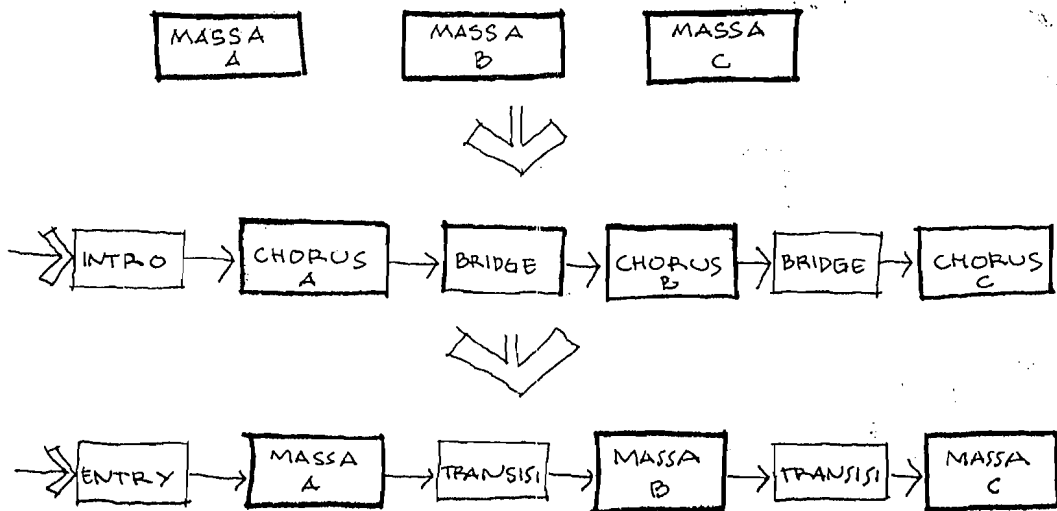 MASSA A
MASSA B
MASSA C
INTRO
CHORUS A
BRIDGE
CHORUS B
BRIDGE
CHORUS C
ENTRY
MASSA A
TRANSISI
MASSA B
TRANSISI
MASSA C